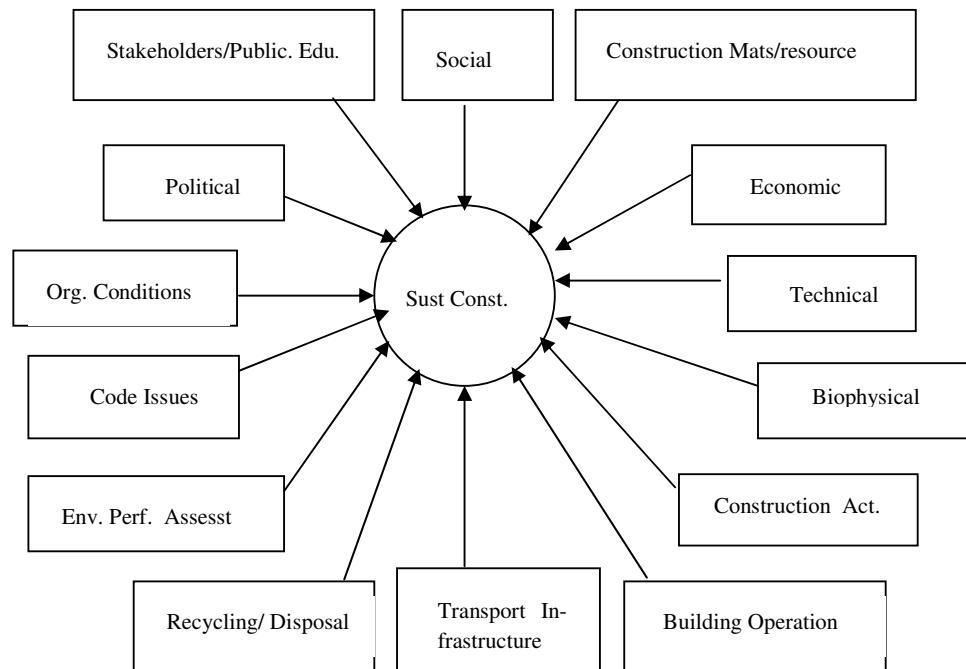 Stakeholders/Public. Edu.
Social
Construction Mats/resource
Political
Economic
Org. Conditions
Sust Const.
Technical
Code Issues
Biophysical
Env. Perf. Assesst
Construction Act.
Recycling/ Disposal
Transport In-
frastructure
Building Operation